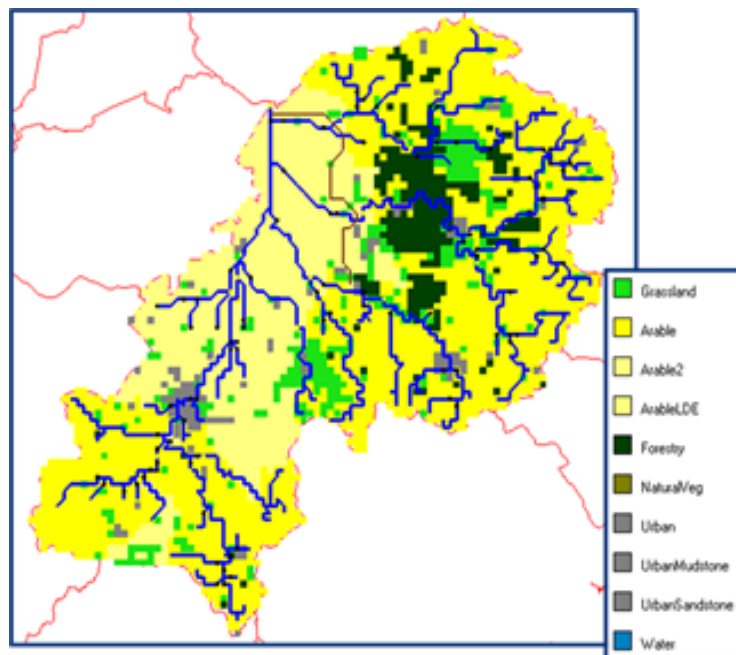 Grassland
Arable
Arable2
ArableLDE
Forestry
NaturalVeg
Urban
UrbanMudstone
UrbanSandstone
Water